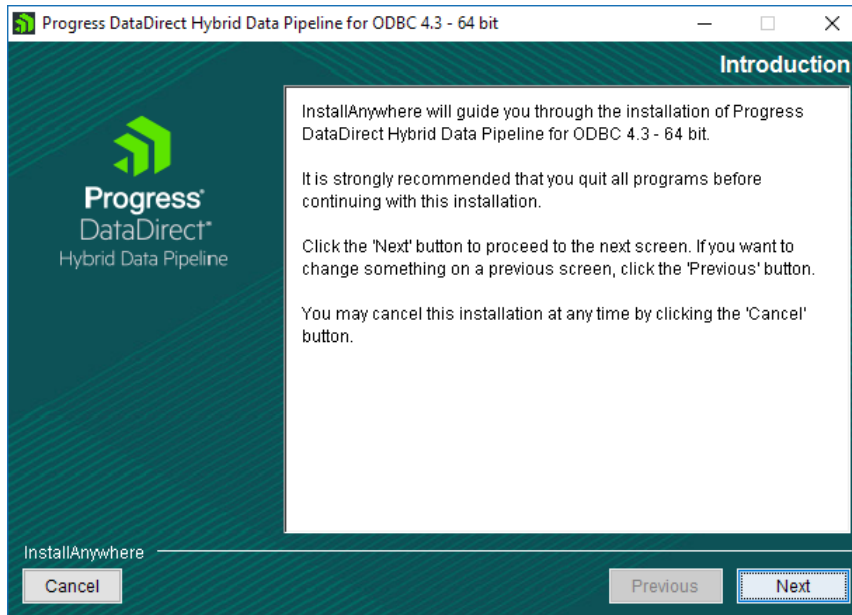 Progress DataDirect Hybrid Data Pipeline for ODBC 4.3 - 64 bit
Introduction
Progress
DataDirect
Hybrid Data Pipeline
InstallAnywhere will guide you through the installation of Progress
DataDirect Hybrid Data Pipeline for ODBC 4.3 - 64 bit.
It is strongly recommended that you quit all programs before
continuing with this installation.
Click the 'Next' button to proceed to the next screen. If you want to
change something on a previous screen, click the 'Previous' button.
You may cancel this installation at any time by clicking the 'Cancel'
button.
InstallAnywhere
Cancel
Previous
Next